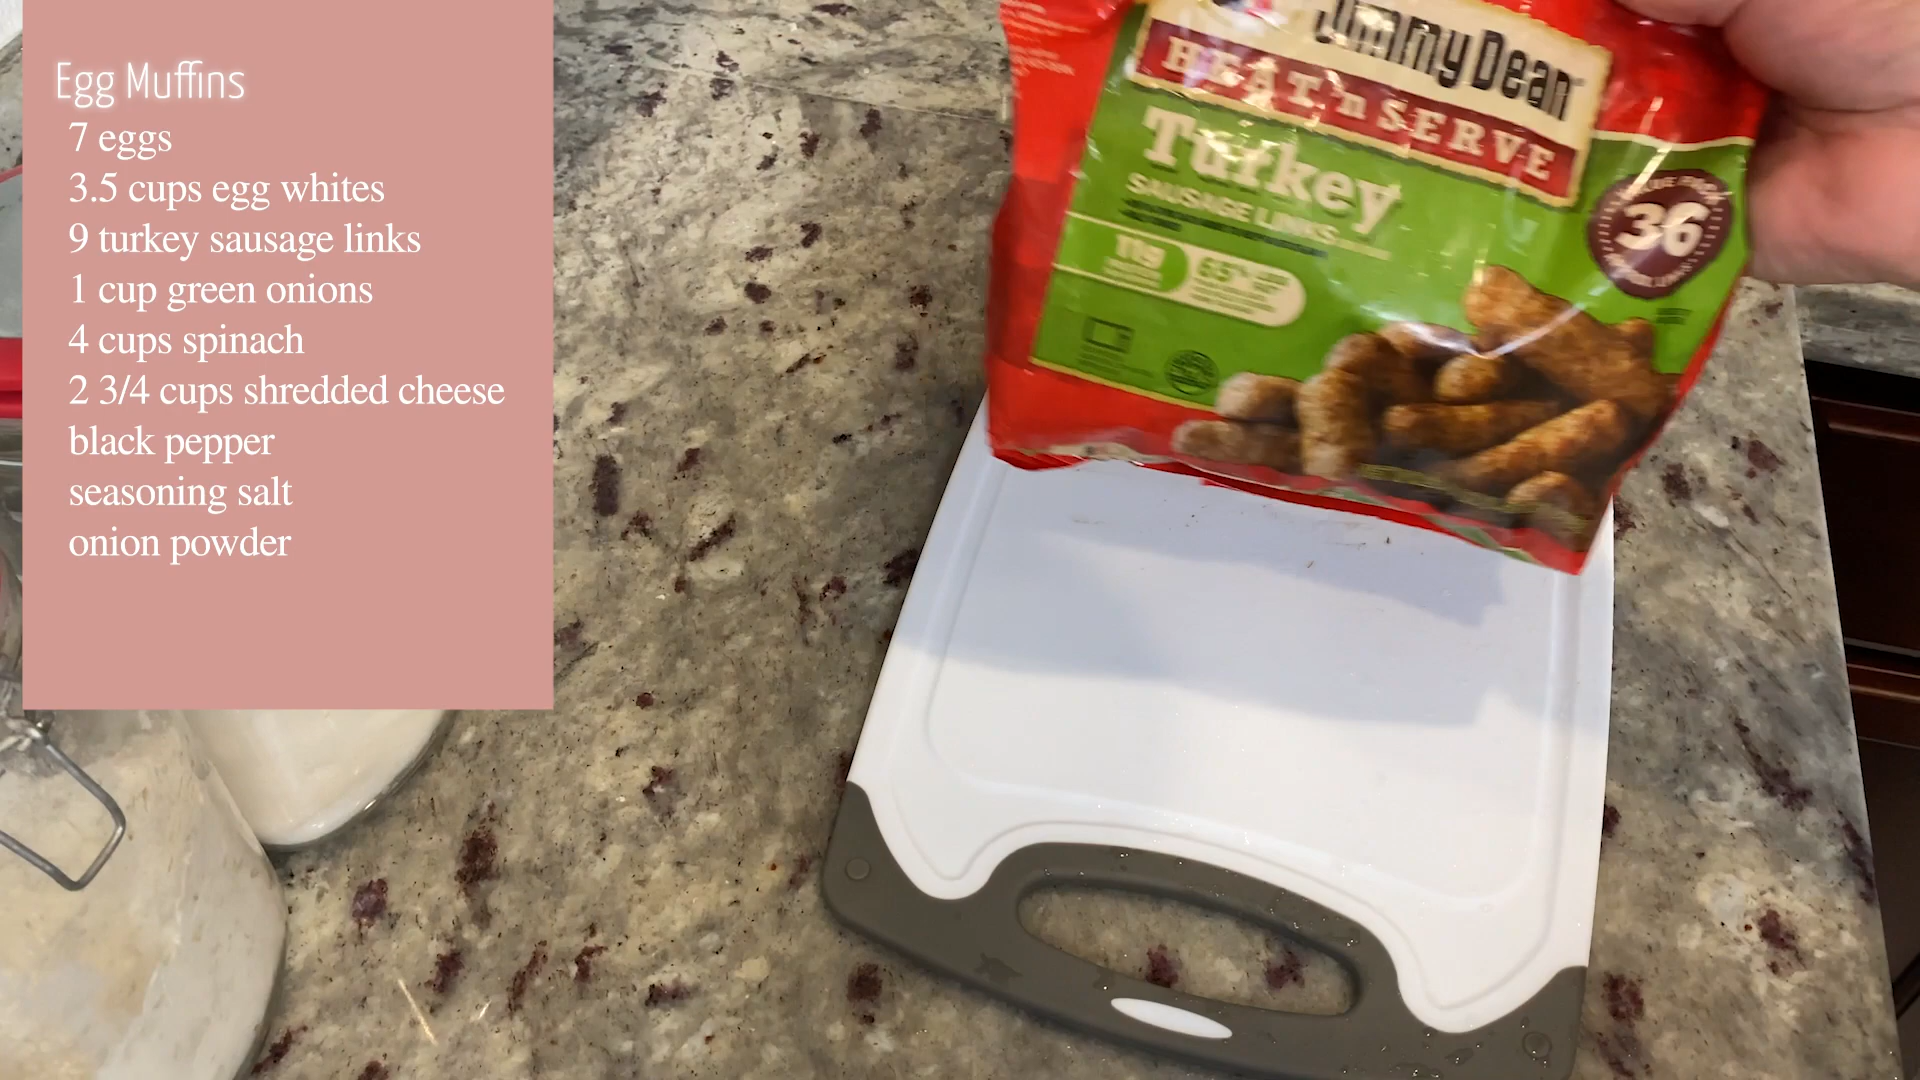 Egg Muffins
7 eggs
3.5 cups egg whites
9 turkey sausage links
1 cup green onions
4 cups spinach
2 3/4 cups shredded cheese
black pepper
seasoning salt
onion powder
Jimmy Dean
HEAT 'n SERVE
Turkey
SAUSAGE LINKS
36